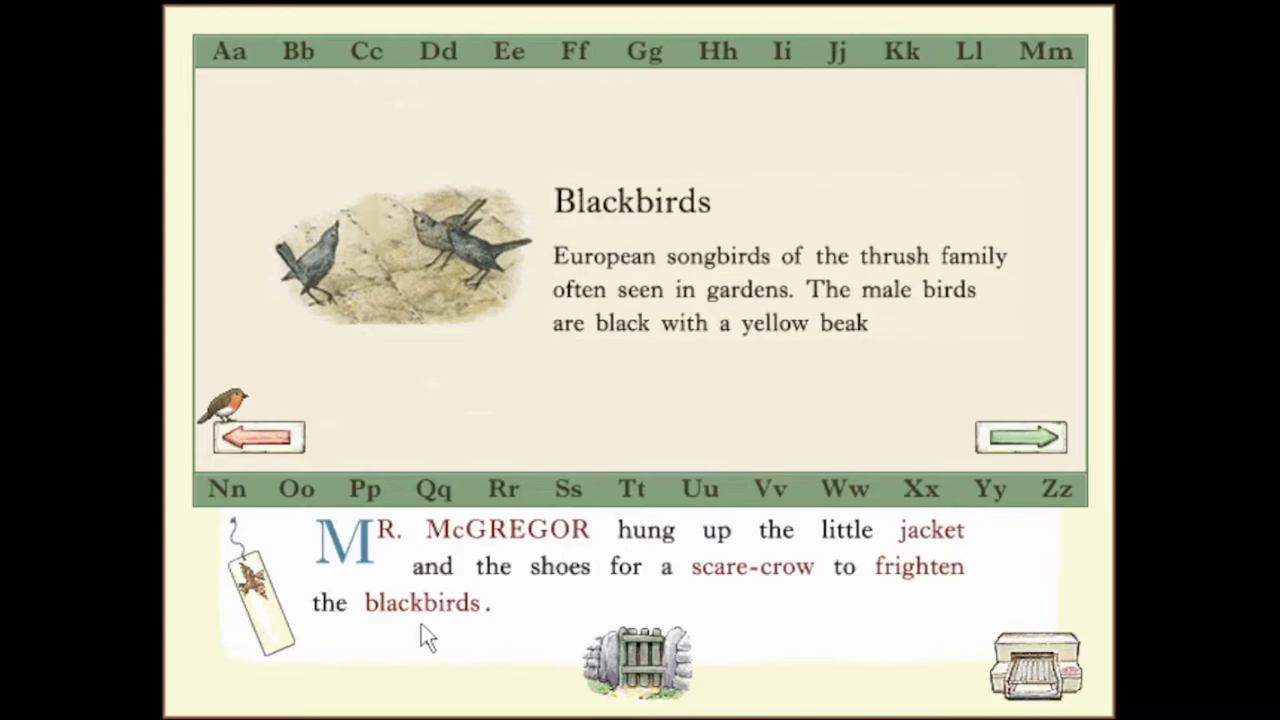 Aa Bb Cc Dd Ee Ff Gg Hh Ii Jj Kk Ll Mm
Blackbirds
European songbirds of the thrush family
often seen in gardens. The male birds
are black with a yellow beak
Nn Oo Pp Qq Rr Ss Tt Uu Vv Ww Xx Yy Zz
MR. McGREGOR hung up the little jacket
and the shoes for a scare-crow to frighten
the blackbirds.